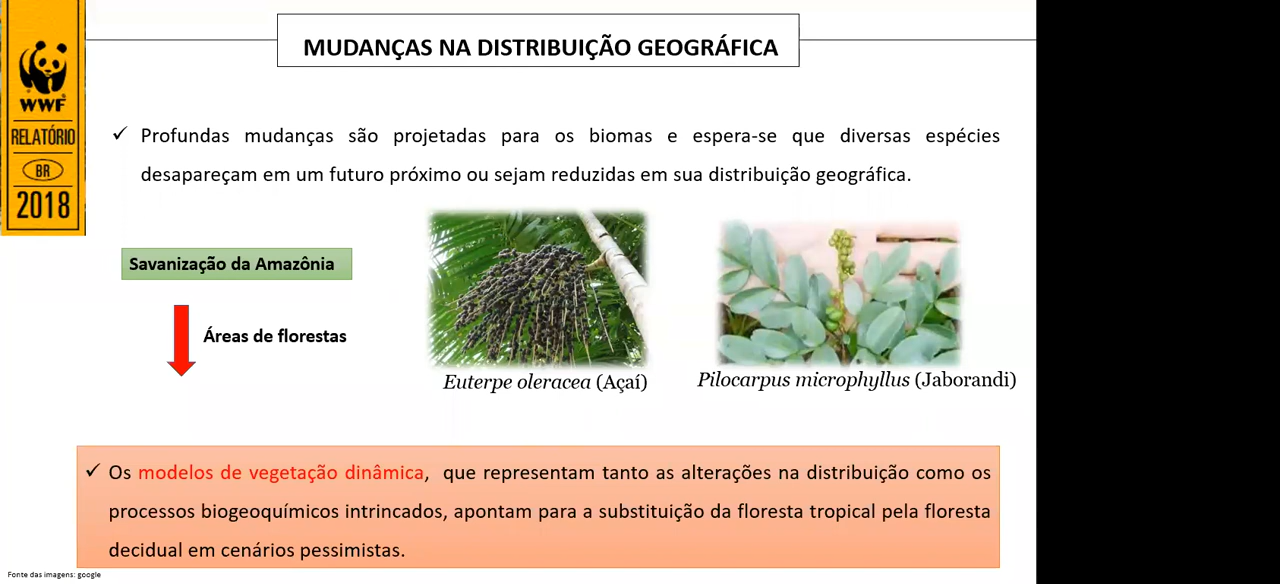 MUDANÇAS NA DISTRIBUIÇÃO GEOGRÁFICA
WWF
RELATÓRIO
BR
2018
✓ Profundas mudanças são projetadas para os biomas e espera-se que diversas espécies
desapareçam em um futuro próximo ou sejam reduzidas em sua distribuição geográfica.
Savanização da Amazônia
Áreas de florestas
Euterpe oleracea (Açaí)
Pilocarpus microphyllus (Jaborandi)
✓ Os modelos de vegetação dinâmica, que representam tanto as alterações na distribuição como os
processos biogeoquímicos intrincados, apontam para a substituição da floresta tropical pela floresta
decidual em cenários pessimistas.
Fonte das imagens: google